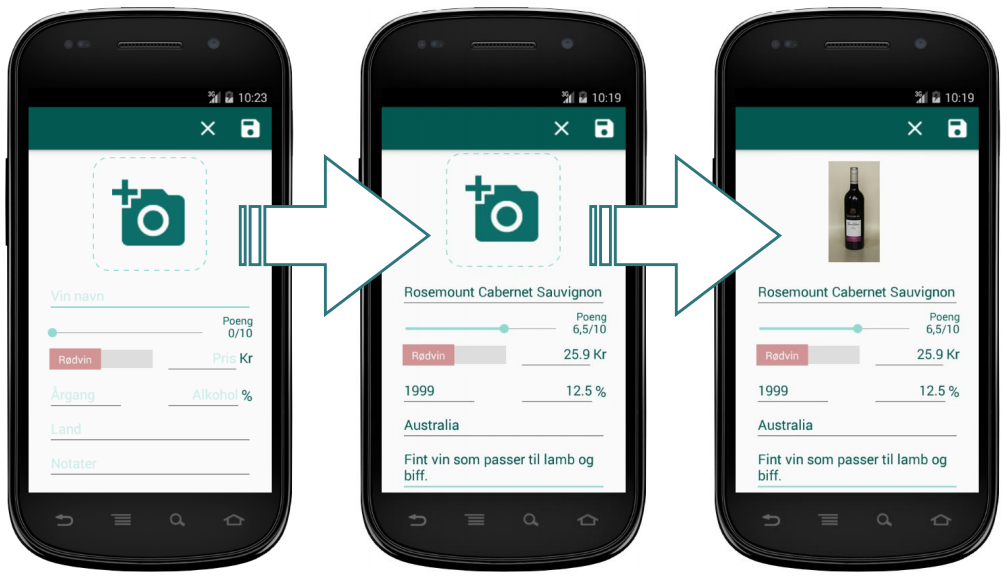 3G 10:23
Vin navn
Poeng
0/10
Rødvin Pris Kr
Årgang Alkohol %
Land
Notater
3G 10:19
Rosemount Cabernet Sauvignon
Poeng
6,5/10
Rødvin 25.9 Kr
1999 12.5 %
Australia
Fint vin som passer til lamb og
biff.
3G 10:19
Rosemount Cabernet Sauvignon
Poeng
6,5/10
Rødvin 25.9 Kr
1999 12.5 %
Australia
Fint vin som passer til lamb og
biff.